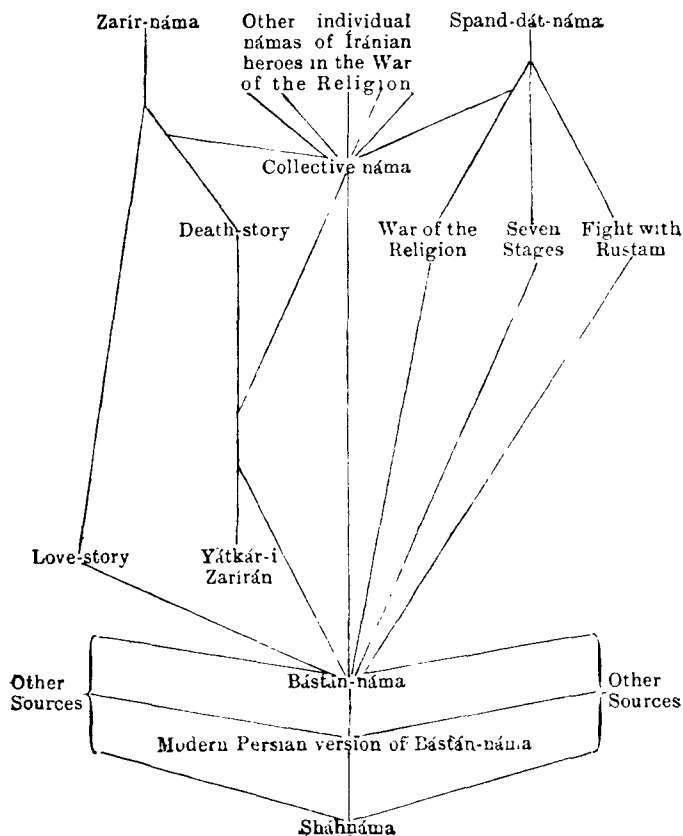 Zarír-náma
Other individual
námas of Íránian
heroes in the War
of the Religion
Spand-dát-náma
Collective náma
Death-story
War of the
Religion
Seven
Stages
Fight with
Rustam
Love-story
Yátkár-i
Zarírán
Other
Sources
Bástán-náma
Other
Sources
Modern Persian version of Bástán-náma
Sháhnáma